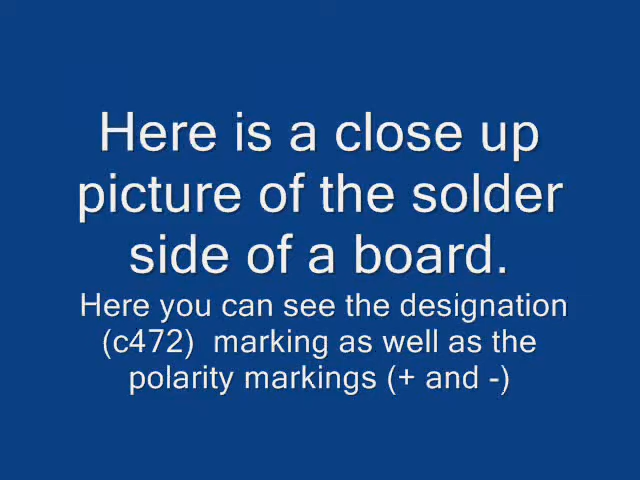 Here is a close up
picture of the solder
side of a board.
Here you can see the designation
(c472)  marking as well as the
polarity markings (+ and -)